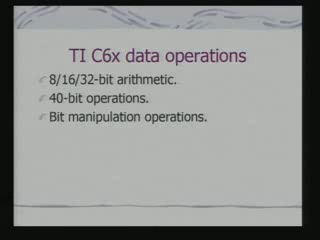 TI C6x data operations
8/16/32-bit arithmetic.
40-bit operations.
Bit manipulation operations.